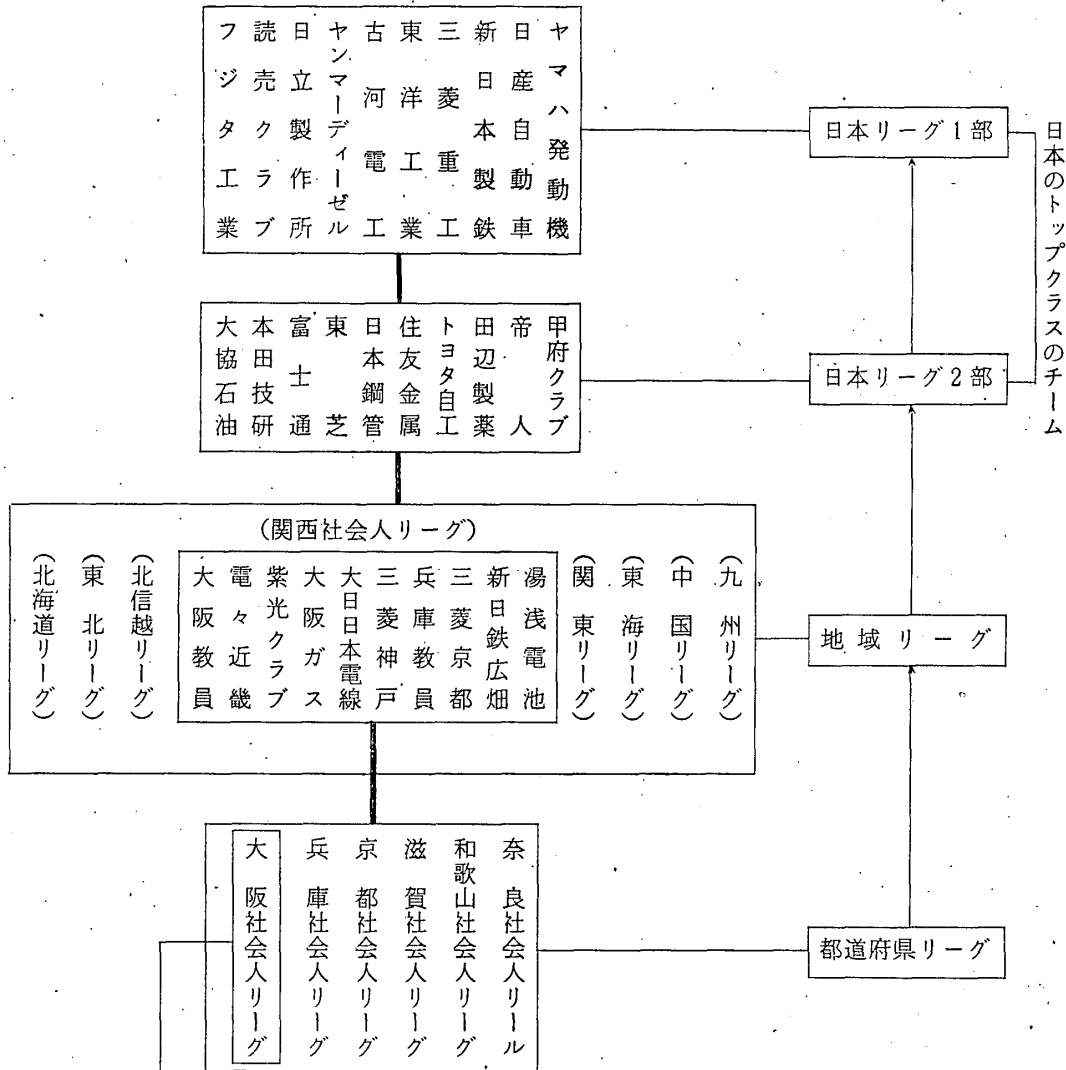 日本のトップクラスのチーム
日本リーグ1部
ヤマハ発動機
日産自動車
新日本製鉄
三菱重工
東洋工業
古河電工
ヤンマーディーゼル
日立製作所
読売クラブ
フジタ工業
日本リーグ2部
甲府クラブ
帝人
田辺製薬
トヨタ自工
住友金属
日本鋼管
東芝
富士通
本田技研
大協石油
地域リーグ
(九州リーグ)
(中国リーグ)
(東海リーグ)
(関東リーグ)
(関西社会人リーグ)
湯浅電池
新日鉄広畑
三菱京都
兵庫教員
三菱神戸
大日日本電線
大阪ガス
紫光クラブ
電々近畿
大阪教員
(北信越リーグ)
(東北リーグ)
(北海道リーグ)
都道府県リーグ
奈良社会人リール
和歌山社会人リーグ
滋賀社会人リーグ
京都社会人リーグ
兵庫社会人リーグ
大阪社会人リーグ